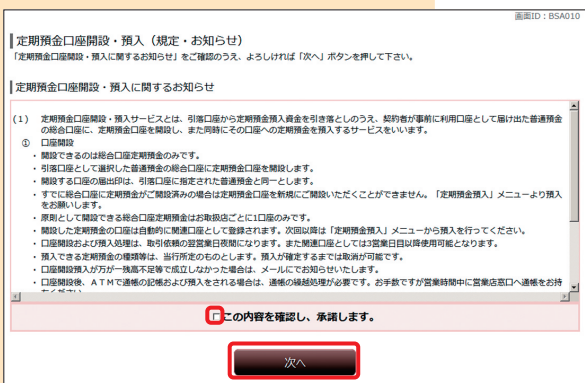 画面ID：BSA010
定期預金口座開設・預入（規定・お知らせ）
「定期預金口座開設・預入に関するお知らせ」をご確認のうえ、よろしければ「次へ」ボタンを押して下さい。
定期預金口座開設・預入に関するお知らせ
(１) 定期預金口座開設・預入サービスとは、引落口座から定期預金預入資金を引き落としのうえ、契約者が事前に利用口座として届け出た普通預金
の総合口座に、定期預金口座を開設し、また同時にその口座への定期預金を預入するサービスをいいます。
① 口座開設
・開設できるのは総合口座定期預金のみです。
・引落口座として選択した普通預金の総合口座に定期預金口座を開設します。
・開設する口座の届出印は、引落口座に指定された普通預金と同一とします。
・すでに総合口座に定期預金がご開設済みの場合は定期預金口座を新規にご開設いただくことができません。「定期預金預入」メニューより預入
をお願いします。
・原則として開設できる総合口座定期預金はお取扱店ごとに1口座のみです。
・開設した定期預金の口座は自動的に関連口座として登録されます。次回以降は「定期預金預入」メニューから預入を行ってください。
・口座開設および預入処理は、取引依頼の翌営業日夜間になります。また関連口座としては3営業日目以降使用可能となります。
・預入できる定期預金の種類等は、当行所定のものとします。預入が確定するまでは取消が可能です。
・口座開設預入が万が一残高不足等で成立しなかった場合は、メールにてお知らせいたします。
・口座開設後、ＡＴＭで通帳の記帳および預入をされる場合は、通帳の繰越処理が必要です。お手数ですが営業時間中に営業店窓口へ通帳をお持
ちください。
この内容を確認し、承諾します。
次へ